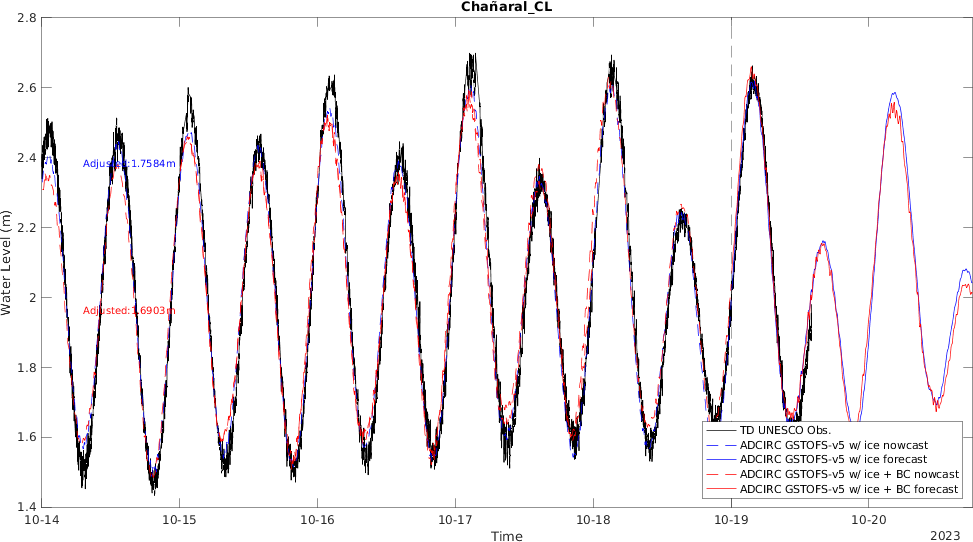 Chañaral_CL
2.8
2.6
2.4
2.2
2
1.8
1.6
1.4
Water Level (m)
Adjusted:1.7584m
Adjusted:1.6903m
TD UNESCO Obs.
ADCIRC GSTOFS-v5 w/ ice nowcast
ADCIRC GSTOFS-v5 w/ ice forecast
ADCIRC GSTOFS-v5 w/ ice + BC nowcast
ADCIRC GSTOFS-v5 w/ ice + BC forecast
10-14 10-15 10-16 10-17 10-18 10-19 10-20
Time
2023